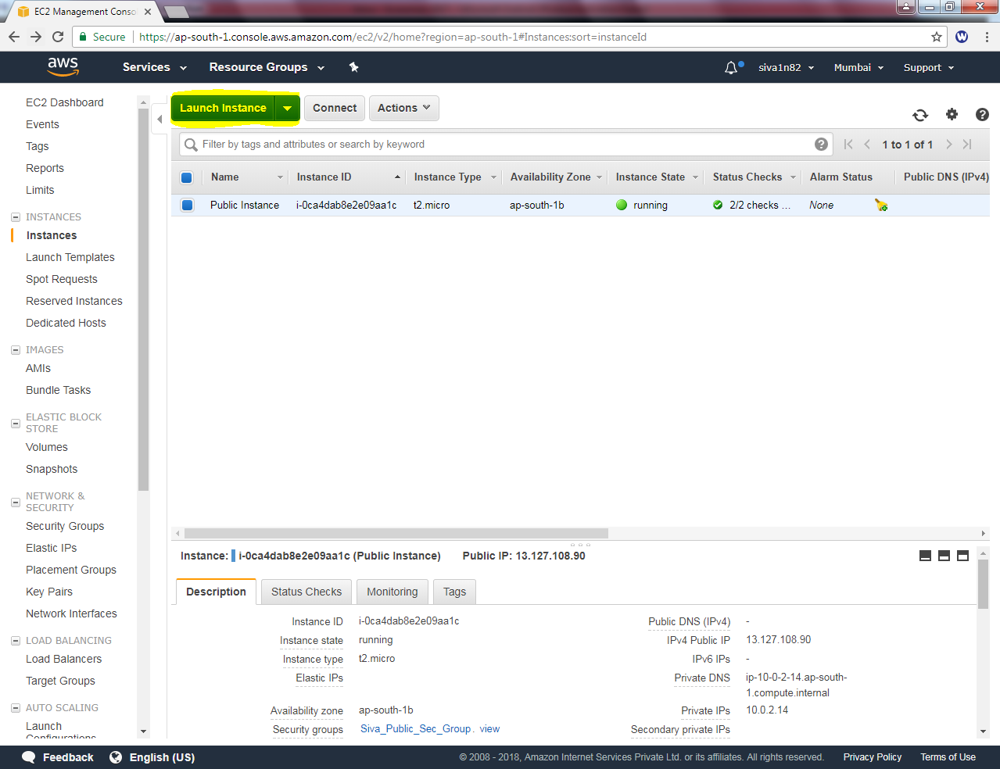 EC2 Management Conso
Secure https://ap-south-1.console.aws.amazon.com/ec2/v2/home?region=ap-south-1#Instances:sort=instanceId
W
aws Services Resource Groups siva1n82 Mumbai Support
EC2 Dashboard
Events
Tags
Reports
Limits
INSTANCES
Instances
Launch Templates
Spot Requests
Reserved Instances
Dedicated Hosts
IMAGES
AMIs
Bundle Tasks
ELASTIC BLOCK
STORE
Volumes
Snapshots
NETWORK &
SECURITY
Security Groups
Elastic IPs
Placement Groups
Key Pairs
Network Interfaces
LOAD BALANCING
Load Balancers
Target Groups
AUTO SCALING
Launch
Configurations
Launch Instance Connect Actions
Filter by tags and attributes or search by keyword 1 to 1 of 1
Name Instance ID Instance Type Availability Zone Instance State Status Checks Alarm Status Public DNS (IPv4)
Public Instance i-0ca4dab8e2e09aa1c t2.micro ap-south-1b running 2/2 checks ... None
Instance: i-0ca4dab8e2e09aa1c (Public Instance) Public IP: 13.127.108.90
Description Status Checks Monitoring Tags
Instance ID i-0ca4dab8e2e09aa1c
Instance state running
Instance type t2.micro
Elastic IPs
Availability zone ap-south-1b
Security groups Siva_Public_Sec_Group. view
Public DNS (IPv4) -
IPv4 Public IP 13.127.108.90
IPv6 IPs -
Private DNS ip-10-0-2-14.ap-south-
1.compute.internal
Private IPs 10.0.2.14
Secondary private IPs
Feedback English (US) © 2008 - 2018, Amazon Internet Services Private Ltd. or its affiliates. All rights reserved. Privacy Policy Terms of Use